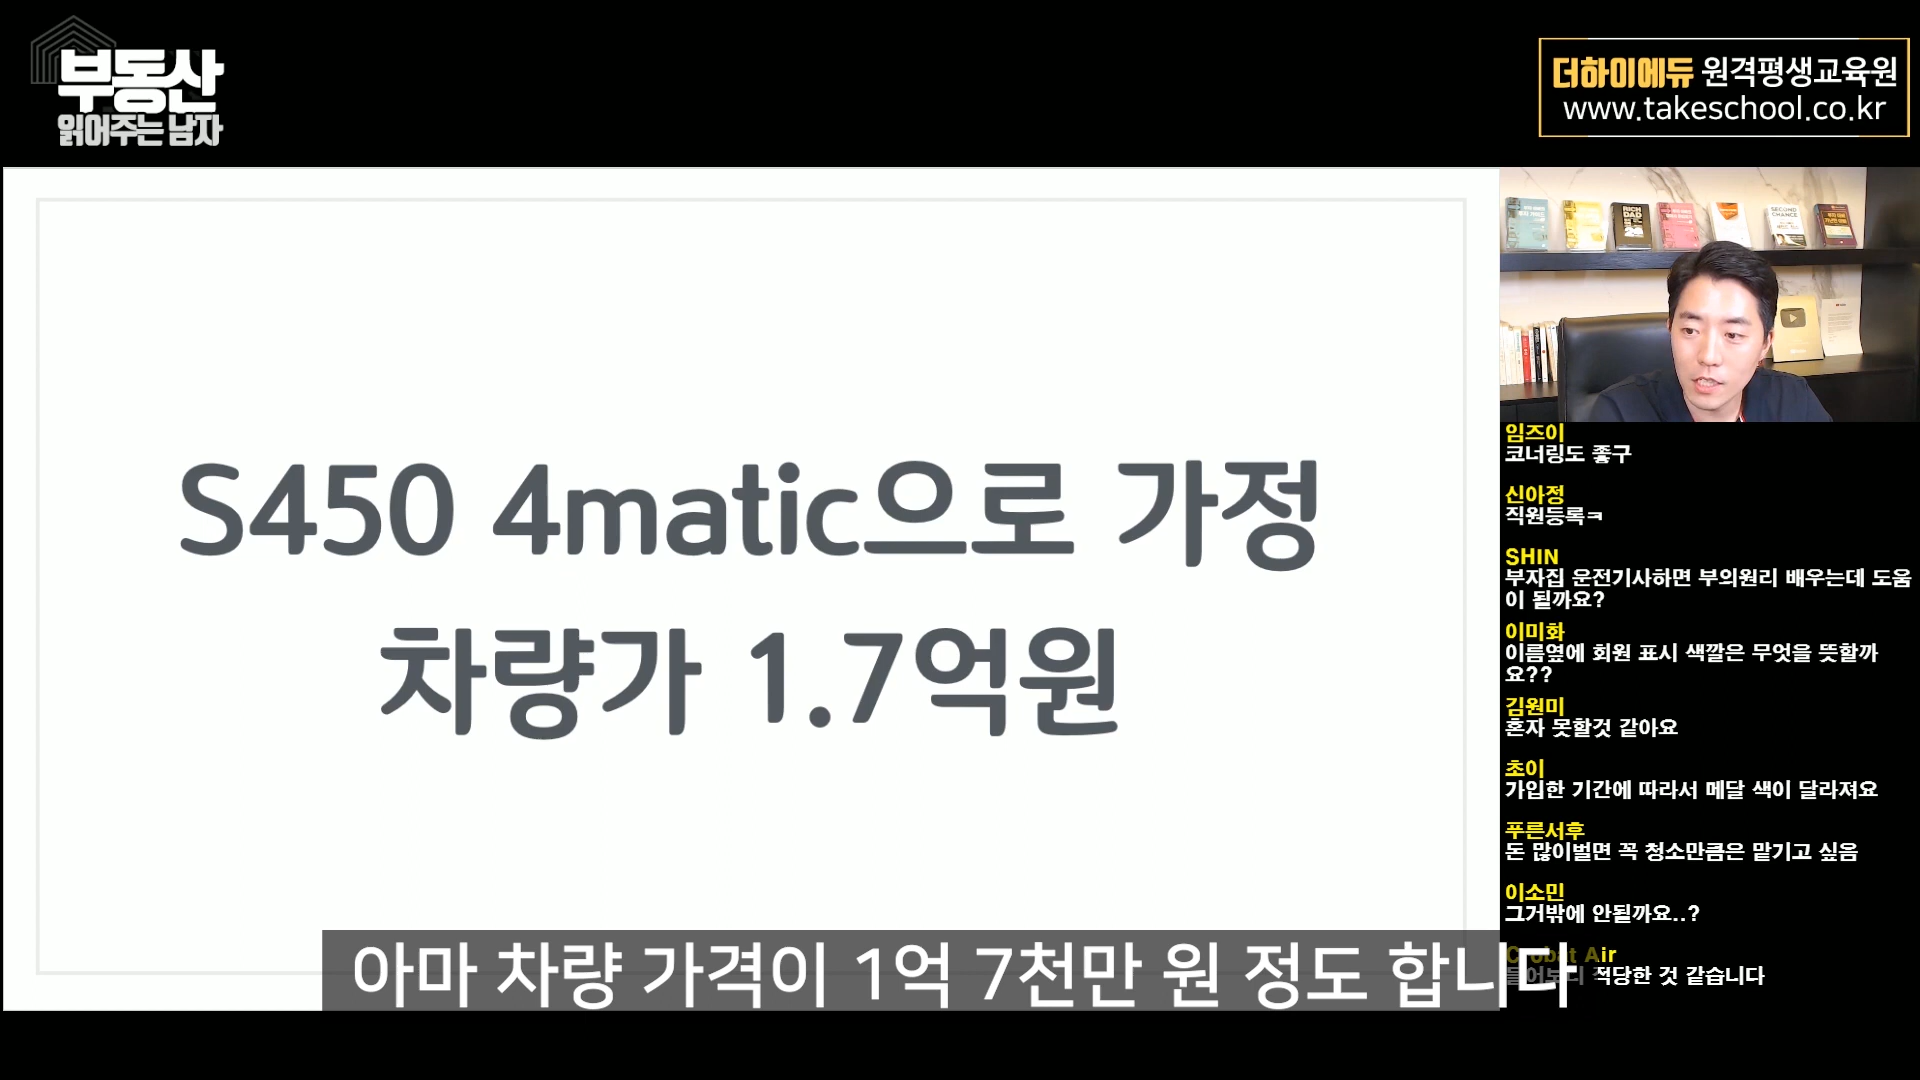 부동산
읽어주는 남자
더하이에듀 원격평생교육원
www.takeschool.co.kr
S450 4matic으로 가정
차량가 1.7억원
RICH
DAD
SECOND
CHANCE
임즈이
코너링도 좋구
신아정
직원등록ㅋ
SHIN
부자집 운전기사하면 부의원리 배우는데 도움
이 될까요?
이미화
이름옆에 회원 표시 색깔은 무엇을 뜻할까
요??
김원미
혼자 못할것 같아요
초이
가입한 기간에 따라서 메달 색이 달라져요
푸른서후
돈 많이벌면 꼭 청소만큼은 맡기고 싶음
이소민
그거밖에 안될까요..?
Air
적당한 것 같습니다
아마 차량 가격이 1억 7천만 원 정도 합니다